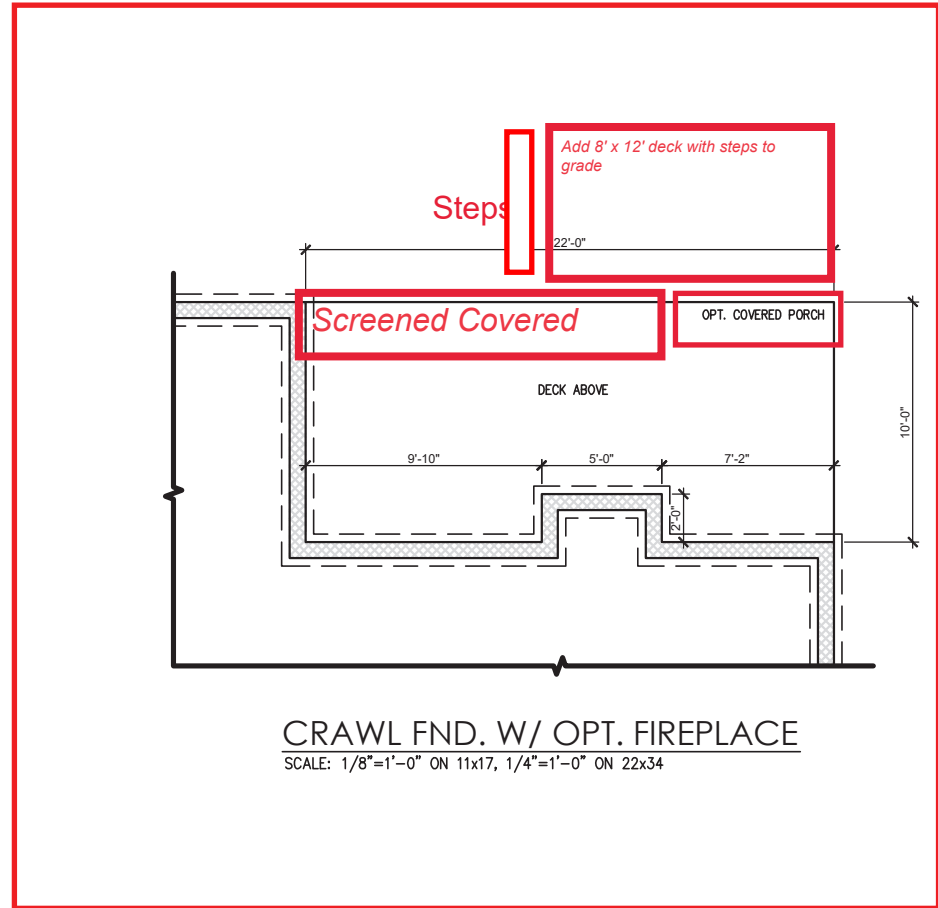 Add 8' x 12' deck with steps to
grade
Steps
22'-0"
Screened Covered
OPT. COVERED PORCH
DECK ABOVE
10'-0"
9'-10"
5'-0"
7'-2"
2'-0"
CRAWL FND. W/ OPT. FIREPLACE
SCALE: 1/8"=1'-0" ON 11x17, 1/4"=1'-0" ON 22x34